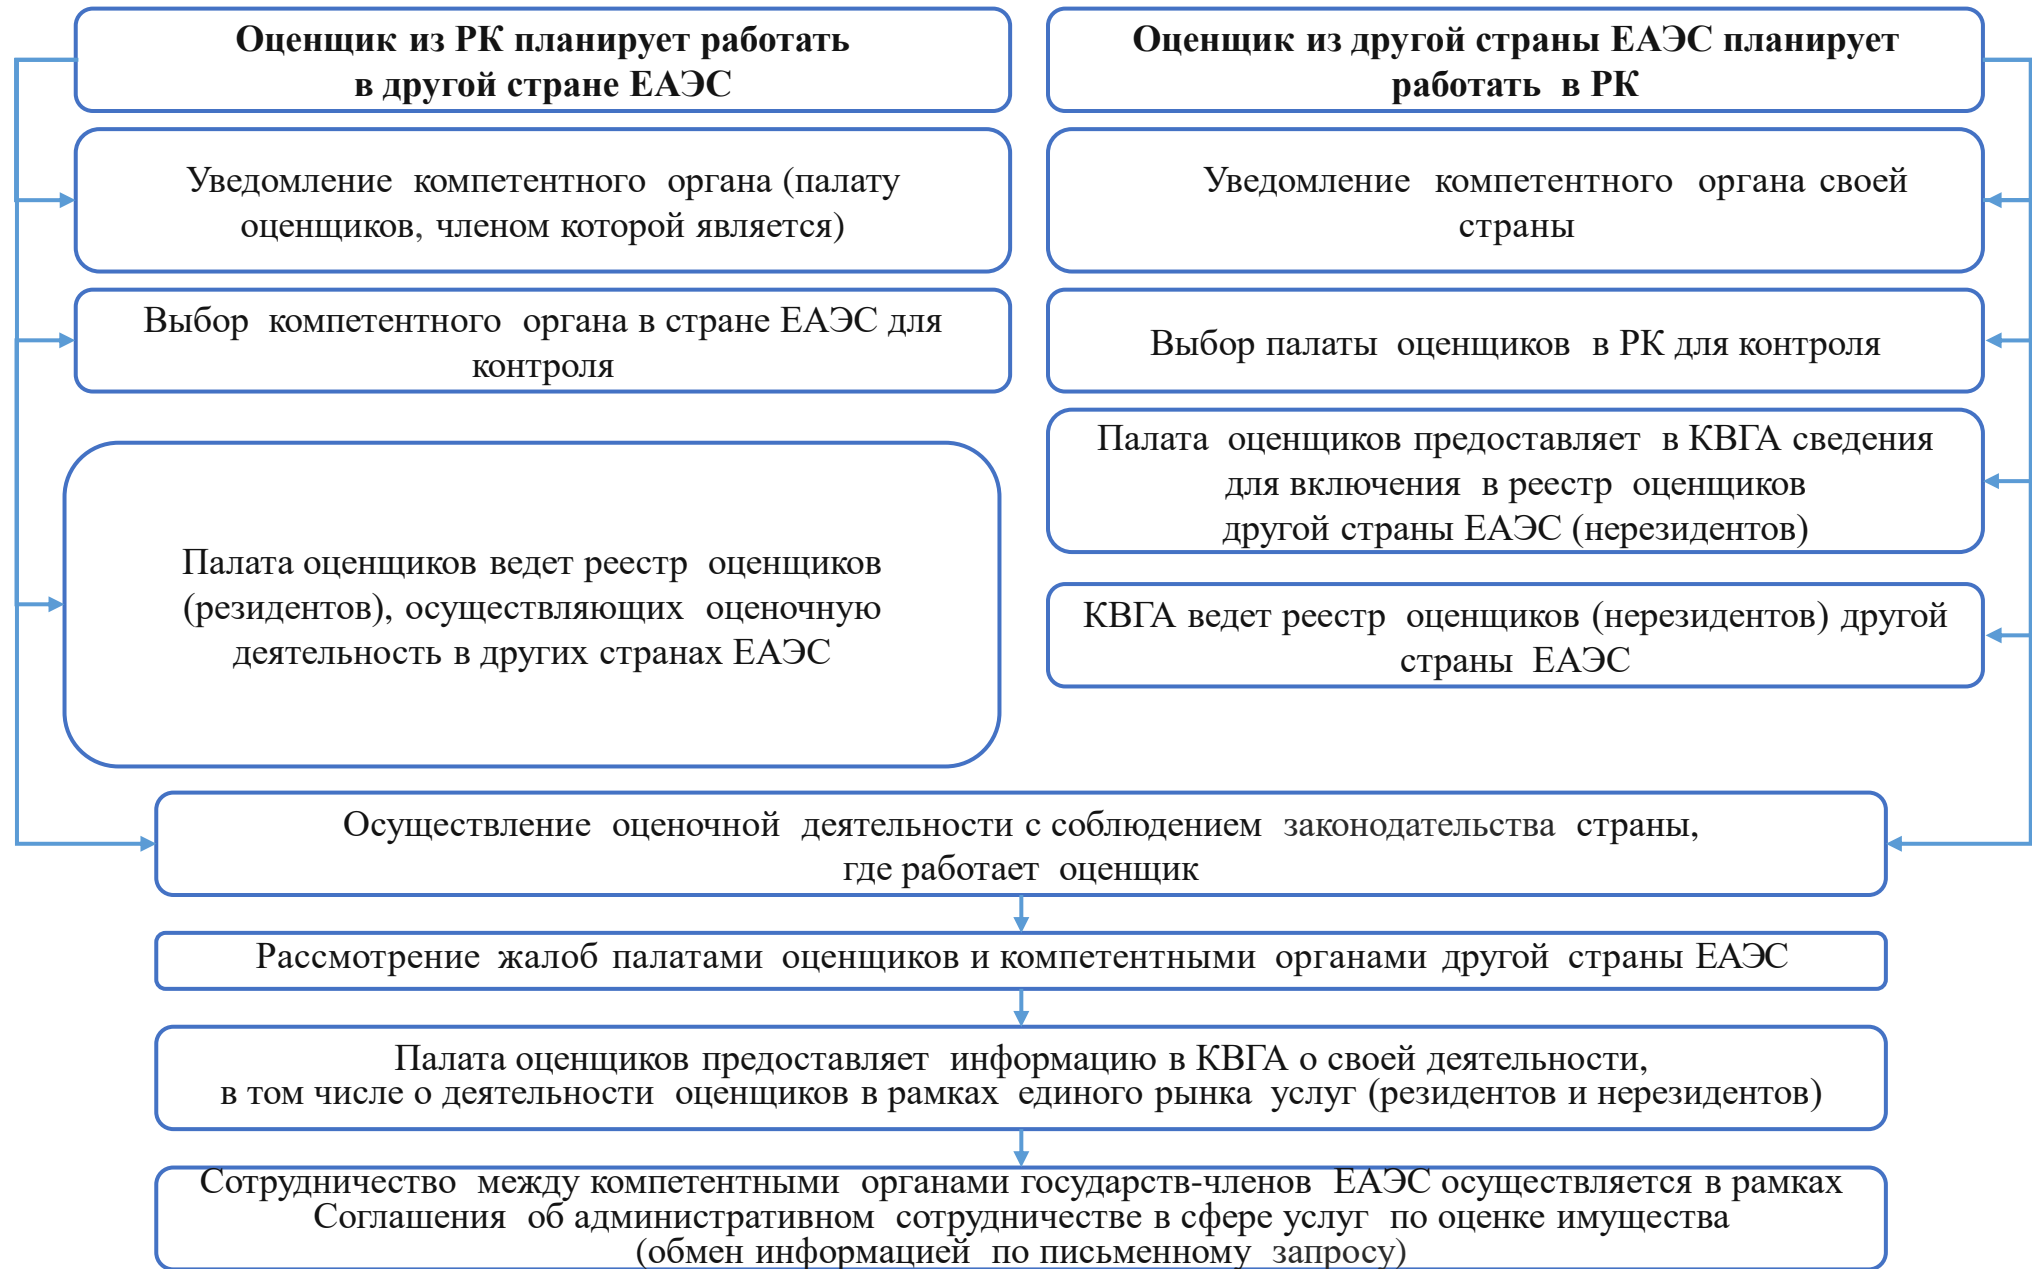 Оценщик из РК планирует работать
в другой стране ЕАЭС
Уведомление компетентного органа (палату
оценщиков, членом которой является)
Выбор компетентного органа в стране ЕАЭС для
контроля
Палата оценщиков ведет реестр оценщиков
(резидентов), осуществляющих оценочную
деятельность в других странах ЕАЭС
Оценщик из другой страны ЕАЭС планирует
работать в РК
Уведомление компетентного органа своей
страны
Выбор палаты оценщиков в РК для контроля
Палата оценщиков предоставляет в КВГА сведения
для включения в реестр оценщиков
другой страны ЕАЭС (нерезидентов)
КВГА ведет реестр оценщиков (нерезидентов) другой
страны ЕАЭС
Осуществление оценочной деятельности с соблюдением законодательства страны,
где работает оценщик
Рассмотрение жалоб палатами оценщиков и компетентными органами другой страны ЕАЭС
Палата оценщиков предоставляет информацию в КВГА о своей деятельности,
в том числе о деятельности оценщиков в рамках единого рынка услуг (резидентов и нерезидентов)
Сотрудничество между компетентными органами государств-членов ЕАЭС осуществляется в рамках
Соглашения об административном сотрудничестве в сфере услуг по оценке имущества
(обмен информацией по письменному запросу)